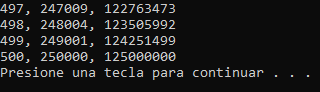 497, 247009, 122763473
498, 248004, 123505992
499, 249001, 124251499
500, 250000, 125000000
Presione una tecla para continuar . . .